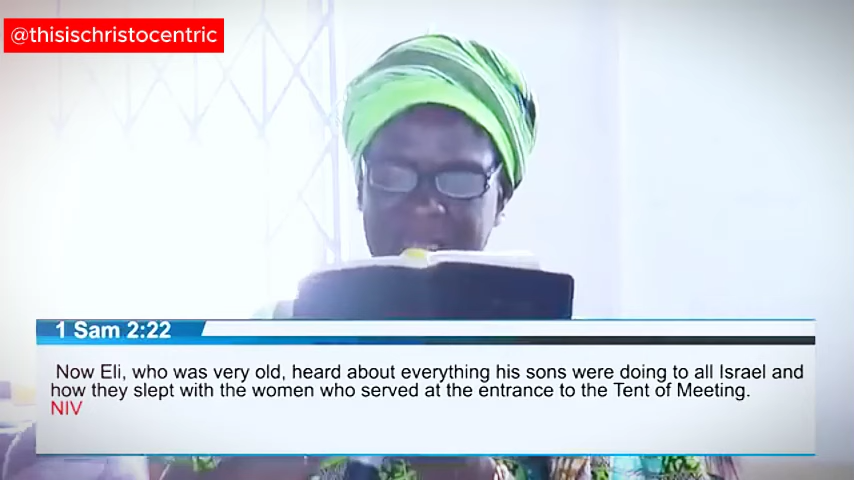 @thisischristocentric
1 Sam 2:22
Now Eli, who was very old, heard about everything his sons were doing to all Israel and
how they slept with the women who served at the entrance to the Tent of Meeting.
NIV